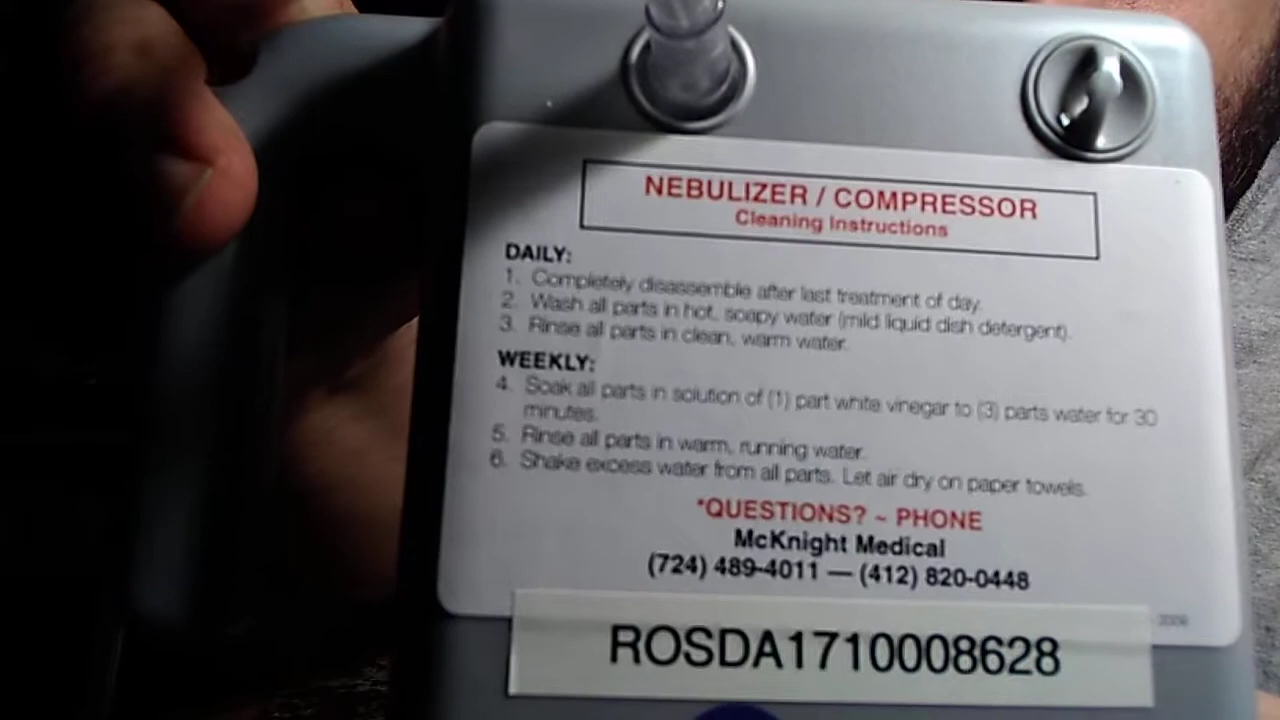 NEBULIZER / COMPRESSOR
Cleaning Instructions
DAILY:
1. Completely disassemble after last treatment of day.
2. Wash all parts in hot, soapy water (mild liquid dish detergent).
3. Rinse all parts in clean, warm water.
WEEKLY:
4. Soak all parts in solution of (1) part white vinegar to (3) parts water for 30
minutes.
5. Rinse all parts in warm, running water.
6. Shake excess water from all parts. Let air dry on paper towels.
*QUESTIONS? ~ PHONE
McKnight Medical
(724) 489-4011 — (412) 820-0448
ROSDA1710008628